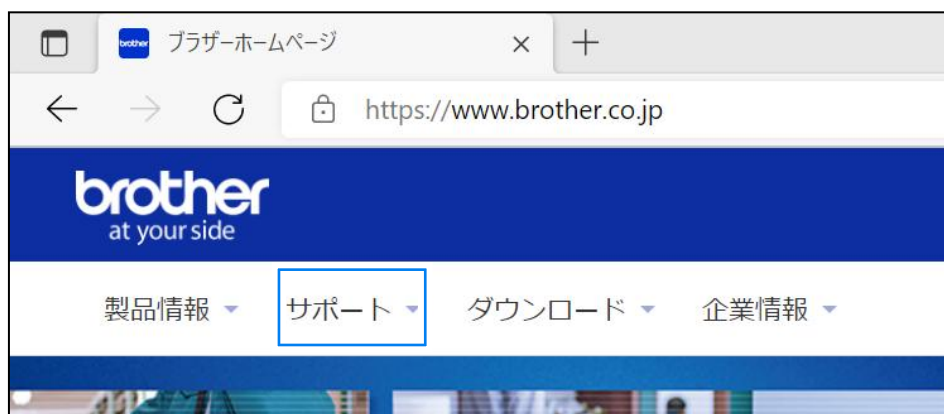 brother
ブラザーホームページ
https://www.brother.co.jp
brother
at your side
製品情報 サポート ダウンロード 企業情報